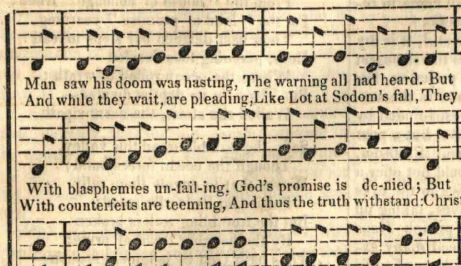 Man saw his doom was hasting, The warning all had heard. But
And while they wait, are pleading, Like Lot at Sodom's fall, They
With blasphemies un-fail-ing, God's promise is de-nied; But
With counterfeits are teeming, And thus the truth withstand: Chris